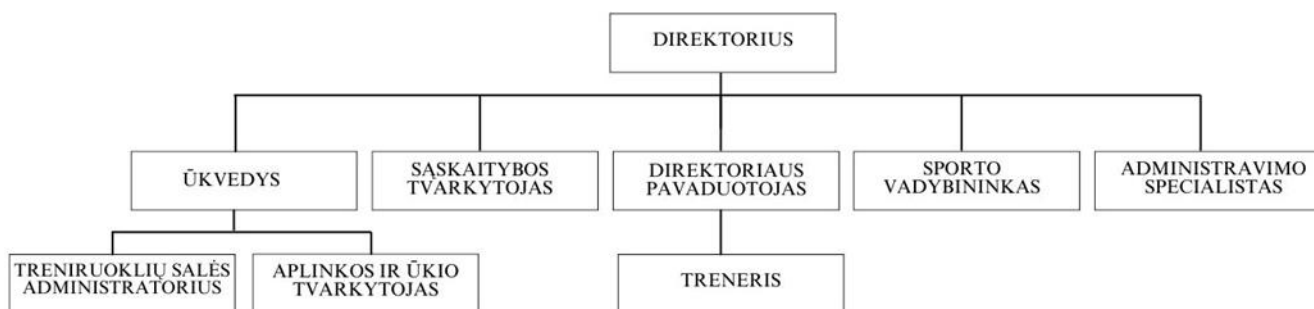 DIREKTORIUS
ŪKVEDYS
SĄSKAITYBOS
TVARKYTOJAS
DIREKTORIAUS
PAVADUOTOJAS
SPORTO
VADYBININKAS
ADMINISTRAVIMO
SPECIALISTAS
TRENIRUOKLIŲ SALĖS
ADMINISTRATORIUS
APLINKOS IR ŪKIO
TVARKYTOJAS
TRENERIS